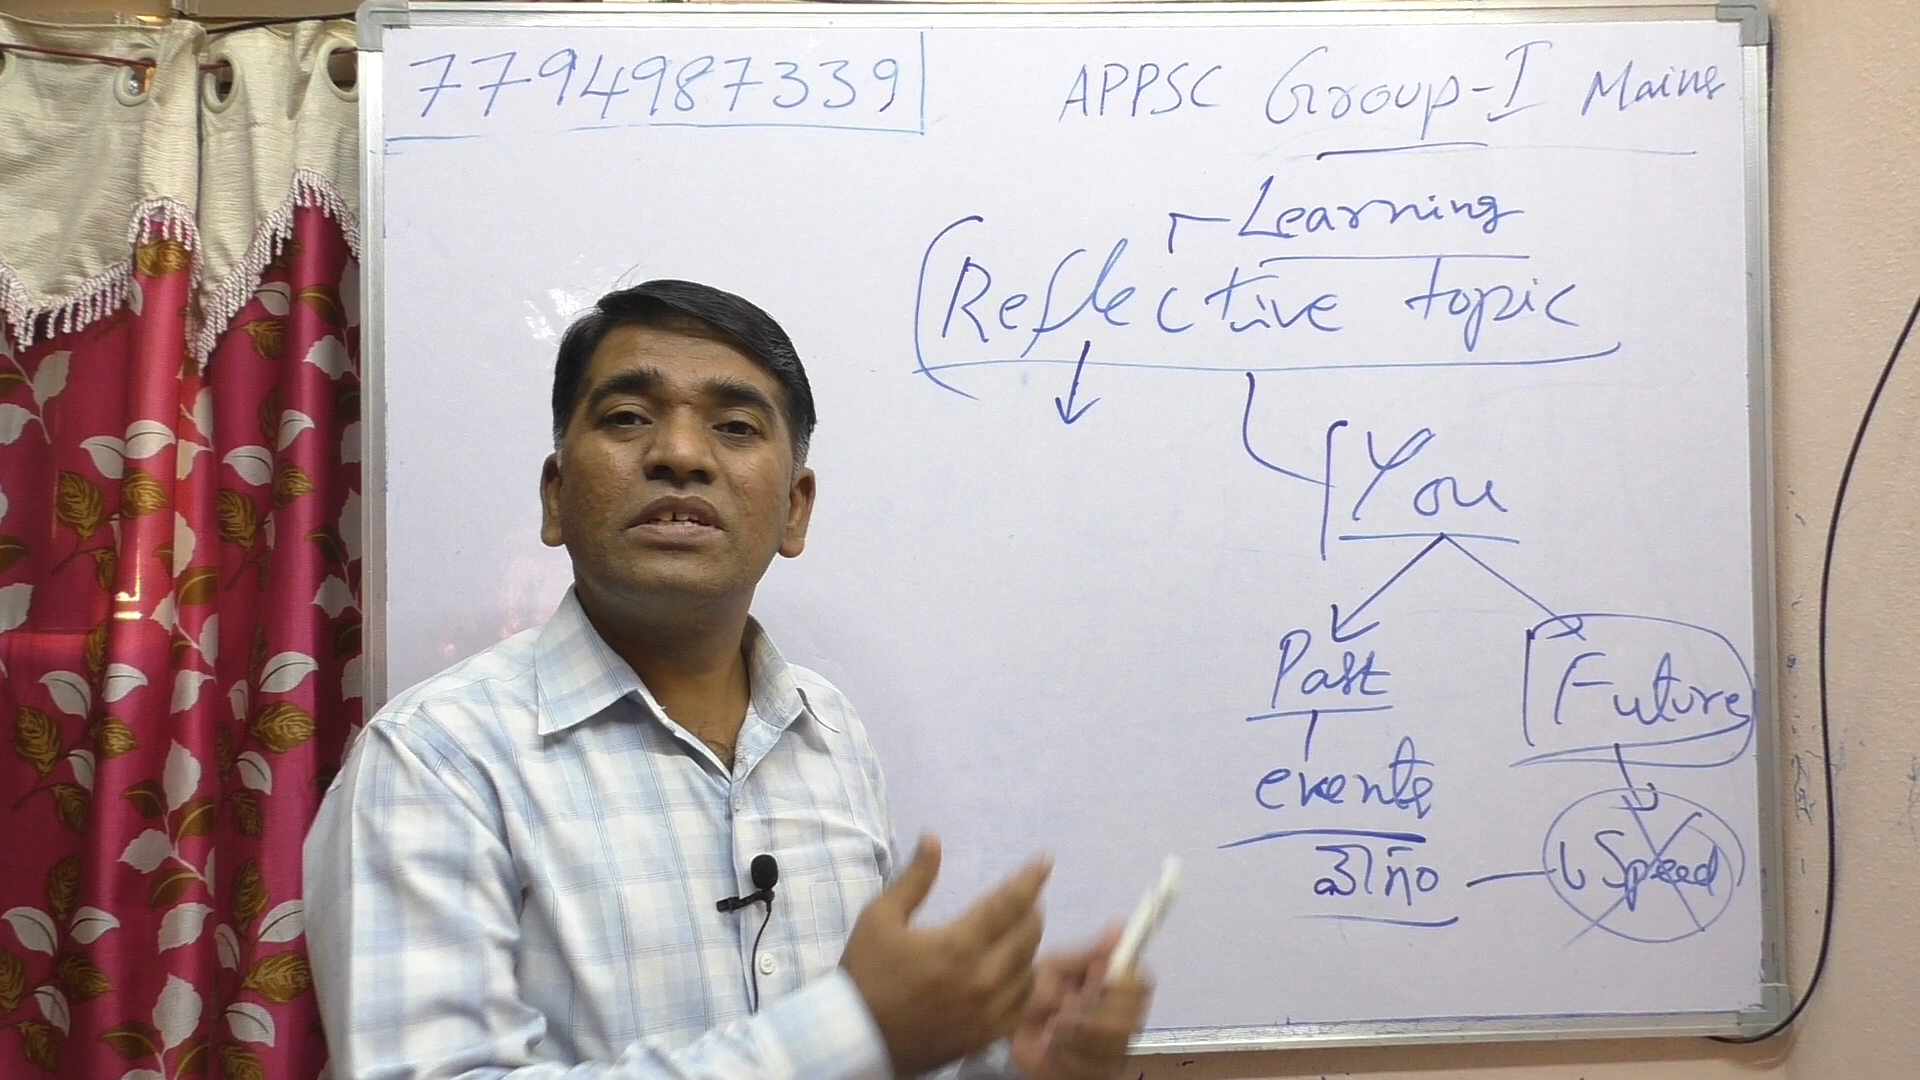 7794987339
APPSC Group-I Mains
Learning
Reflective topic
You
Past
Future
events
వేగం
Speed